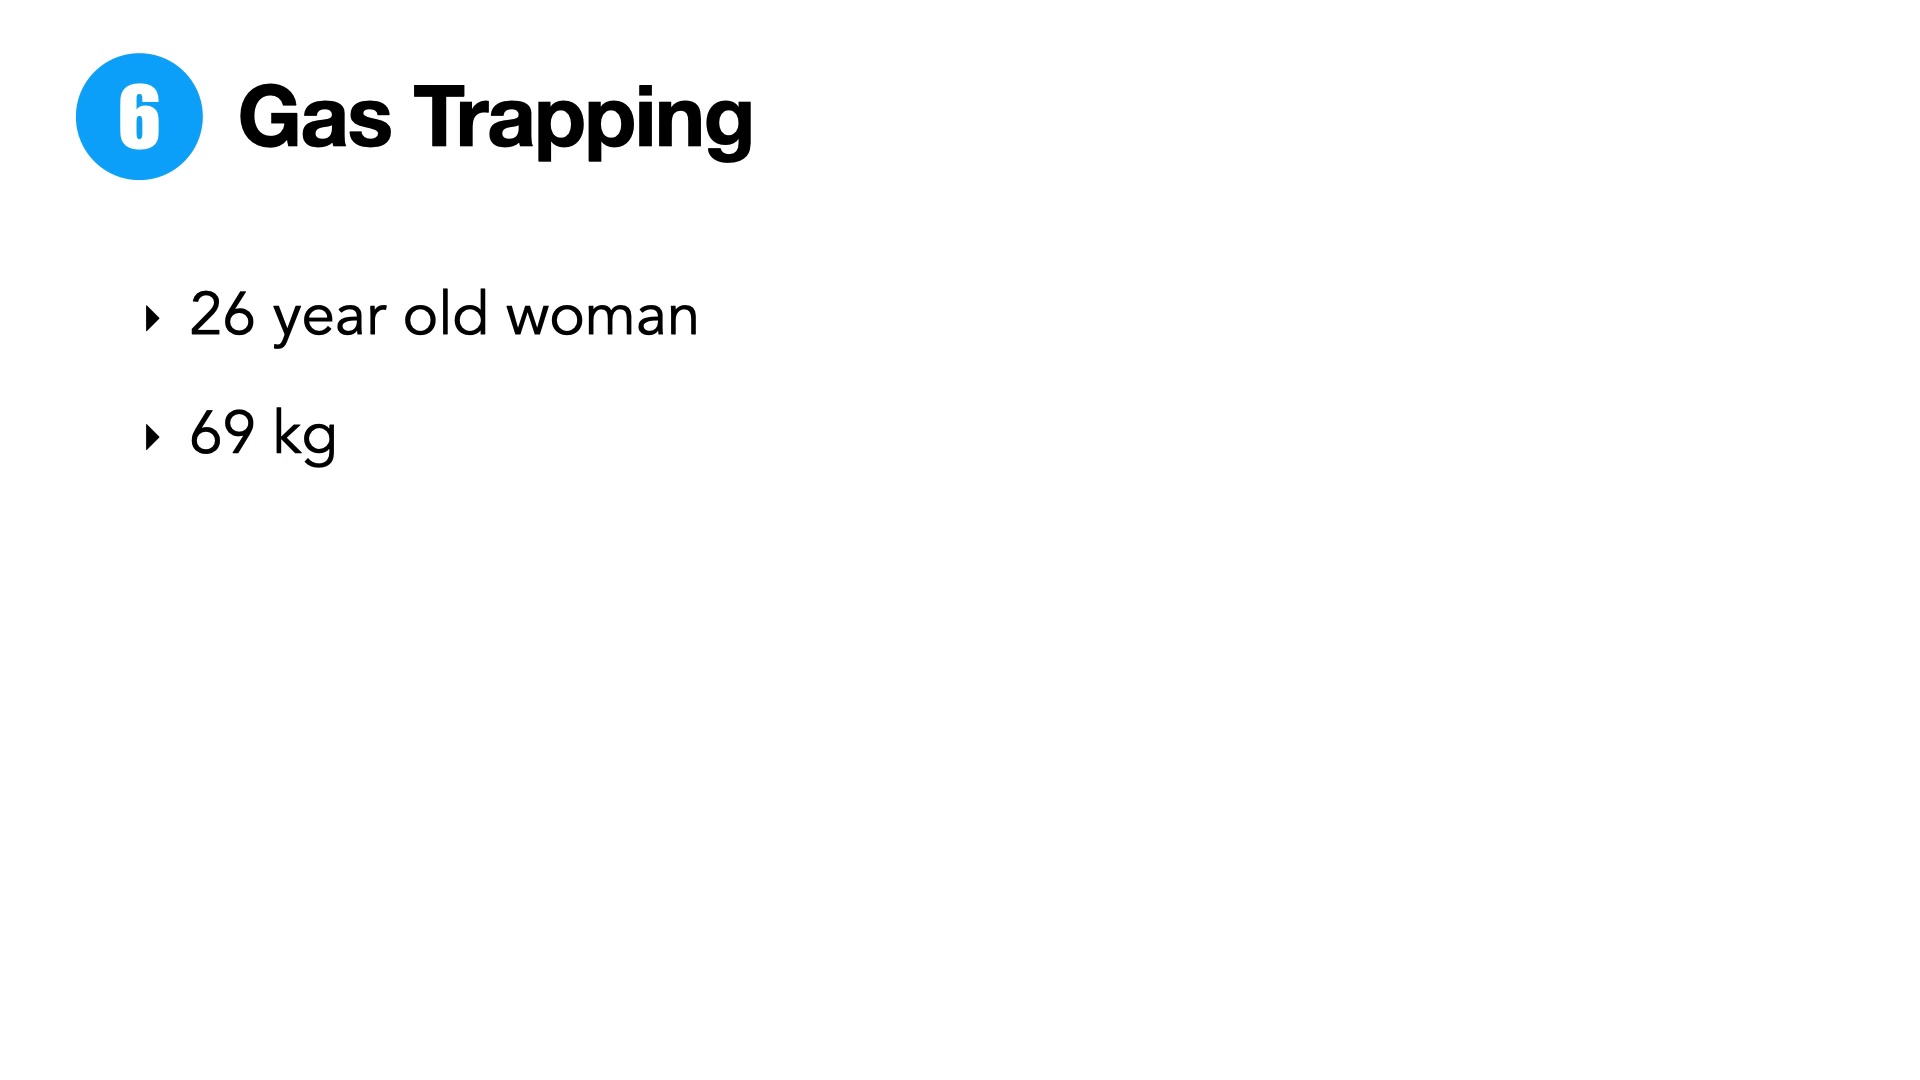 6 Gas Trapping
‣ 26 year old woman
‣ 69 kg